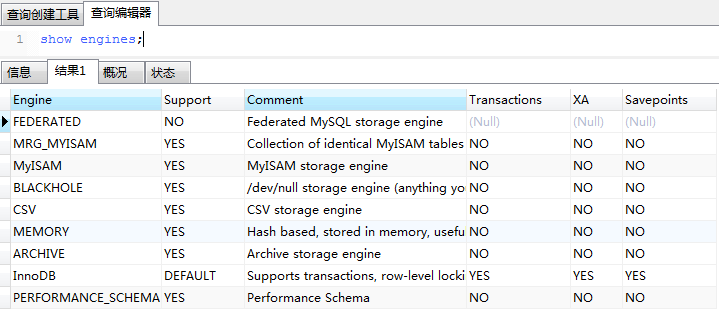 查询创建工具 查询编辑器
1 show engines;
信息 结果1 概况 状态
Engine Support Comment Transactions XA Savepoints
FEDERATED NO Federated MySQL storage engine (Null) (Null) (Null)
MRG_MYISAM YES Collection of identical MyISAM tables NO NO NO
MyISAM YES MyISAM storage engine NO NO NO
BLACKHOLE YES /dev/null storage engine (anything yo NO NO NO
CSV YES CSV storage engine NO NO NO
MEMORY YES Hash based, stored in memory, usefu NO NO NO
ARCHIVE YES Archive storage engine NO NO NO
InnoDB DEFAULT Supports transactions, row-level locki YES YES YES
PERFORMANCE_SCHEMA YES Performance Schema NO NO NO